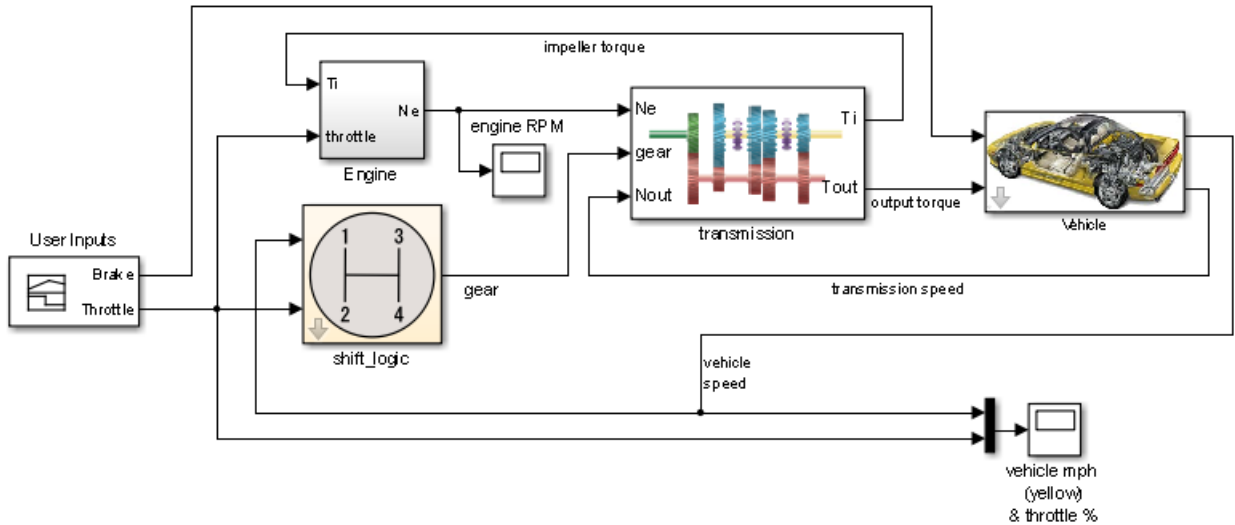 impeller torque
Ti
Ne
throttle
Engine
engine RPM
Ne
gear
Nout
Ti
Tout
transmission
output torque
Vehicle
User Inputs
Brake
Throttle
1 3
2 4
shift_logic
gear
transmission speed
vehicle
speed
vehicle mph
(yellow)
& throttle %